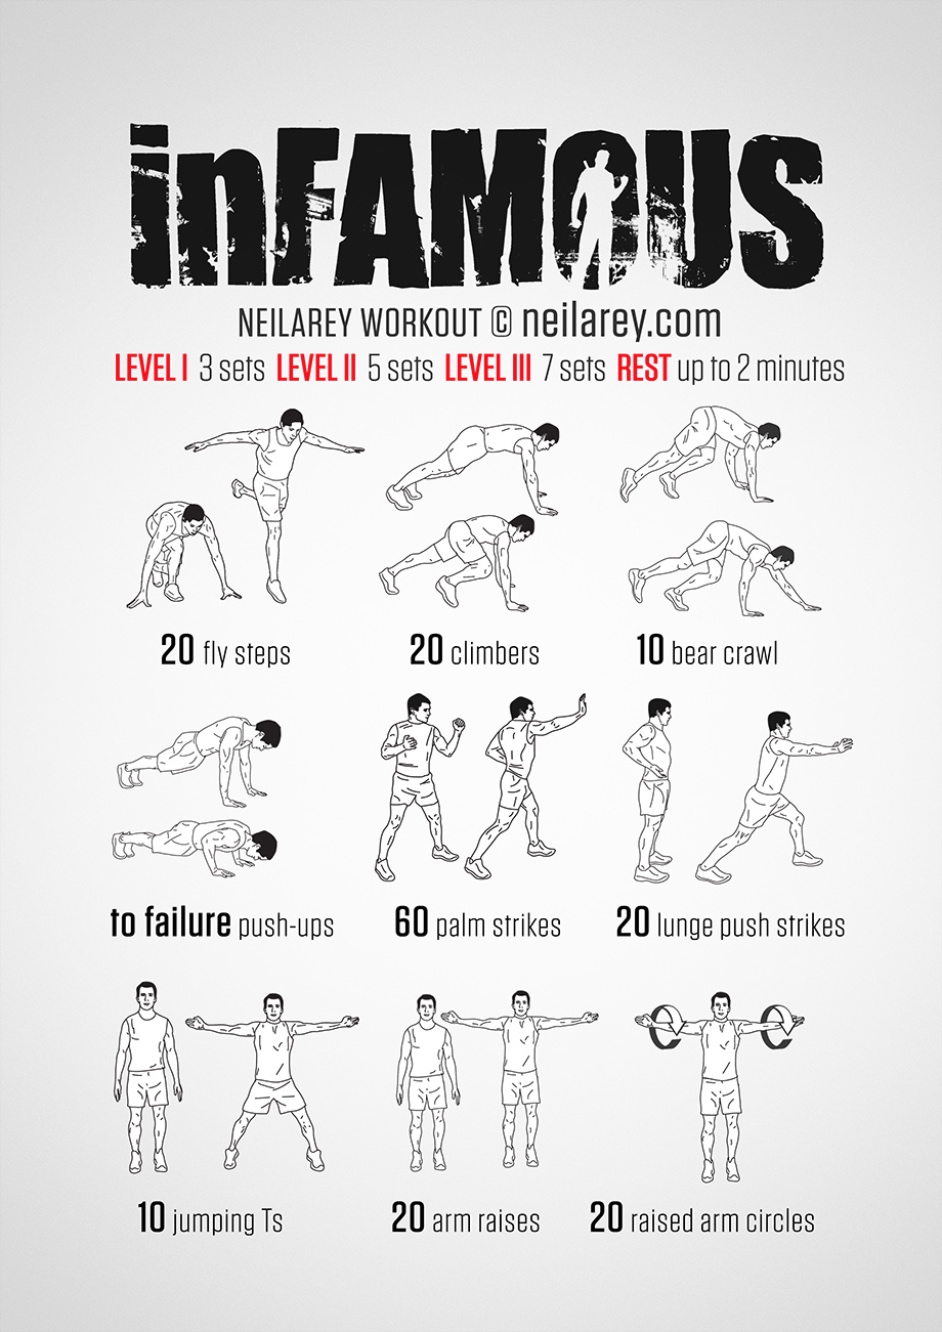 inFAMOUS
NEILAREY WORKOUT © neilarey.com
LEVEL I 3 sets LEVEL II 5 sets LEVEL III 7 sets REST up to 2 minutes
20 fly steps
20 climbers
10 bear crawl
to failure push-ups
60 palm strikes
20 lunge push strikes
10 jumping Ts
20 arm raises
20 raised arm circles